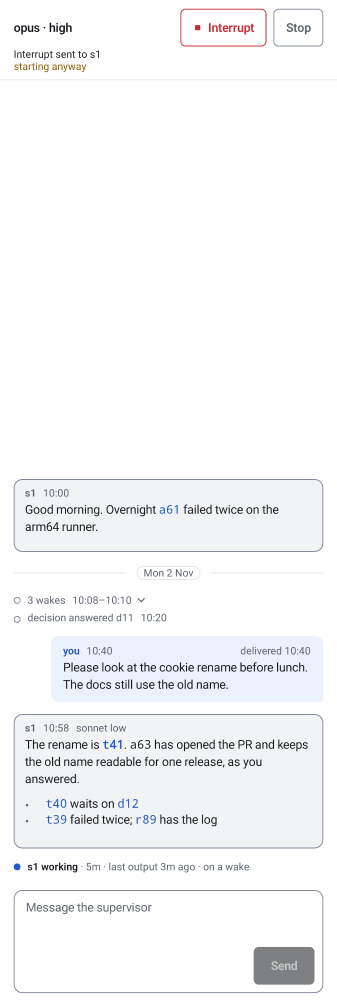 opus · high
Interrupt
Stop
Interrupt sent to s1
starting anyway
s1 10:00
Good morning. Overnight a61 failed twice on the
arm64 runner.
Mon 2 Nov
3 wakes 10:08–10:10
decision answered d11 10:20
you 10:40 delivered 10:40
Please look at the cookie rename before lunch.
The docs still use the old name.
s1 10:58 sonnet low
The rename is t41. a63 has opened the PR and keeps
the old name readable for one release, as you
answered.
• t40 waits on d12
• t39 failed twice; r89 has the log
s1 working · 5m · last output 3m ago · on a wake
Message the supervisor
Send